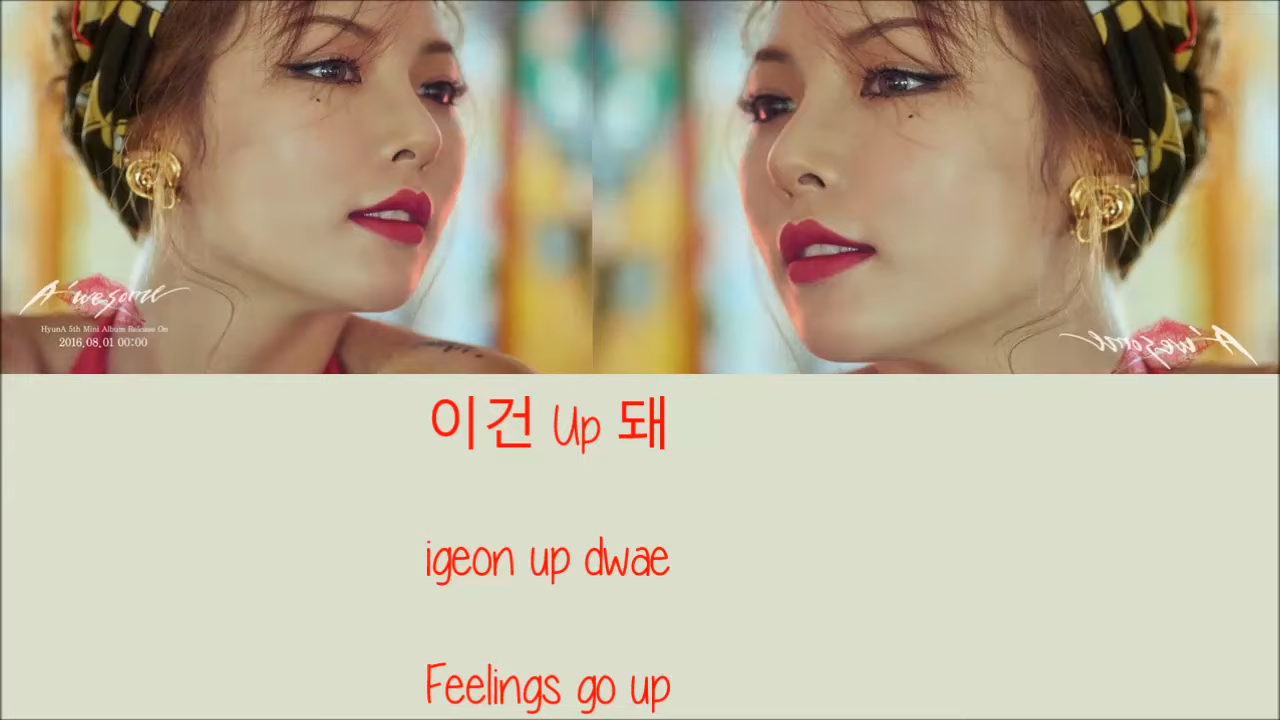 A'wesome
HyunA 5th Mini Album Release On
2016.08.01 00:00
A'wesome
이건 Up 돼
igeon up dwae
Feelings go up